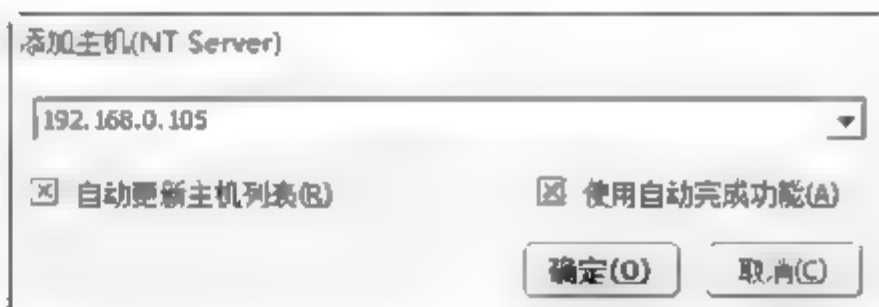 添加主机(NT Server)
192.168.0.105
自动更新主机列表(R) 使用自动完成功能(A)
确定(O) 取消(C)